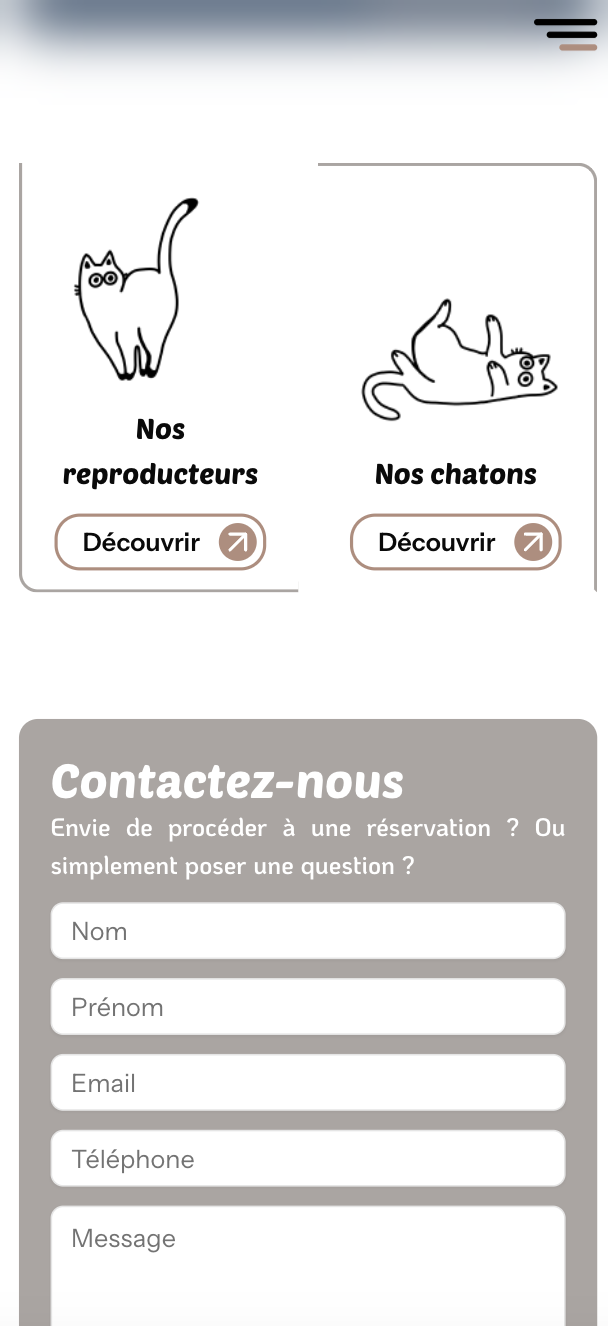 Nos
reproducteurs
Découvrir
Nos chatons
Découvrir
Contactez-nous
Envie de procéder à une réservation ? Ou
simplement poser une question ?
Nom
Prénom
Email
Téléphone
Message